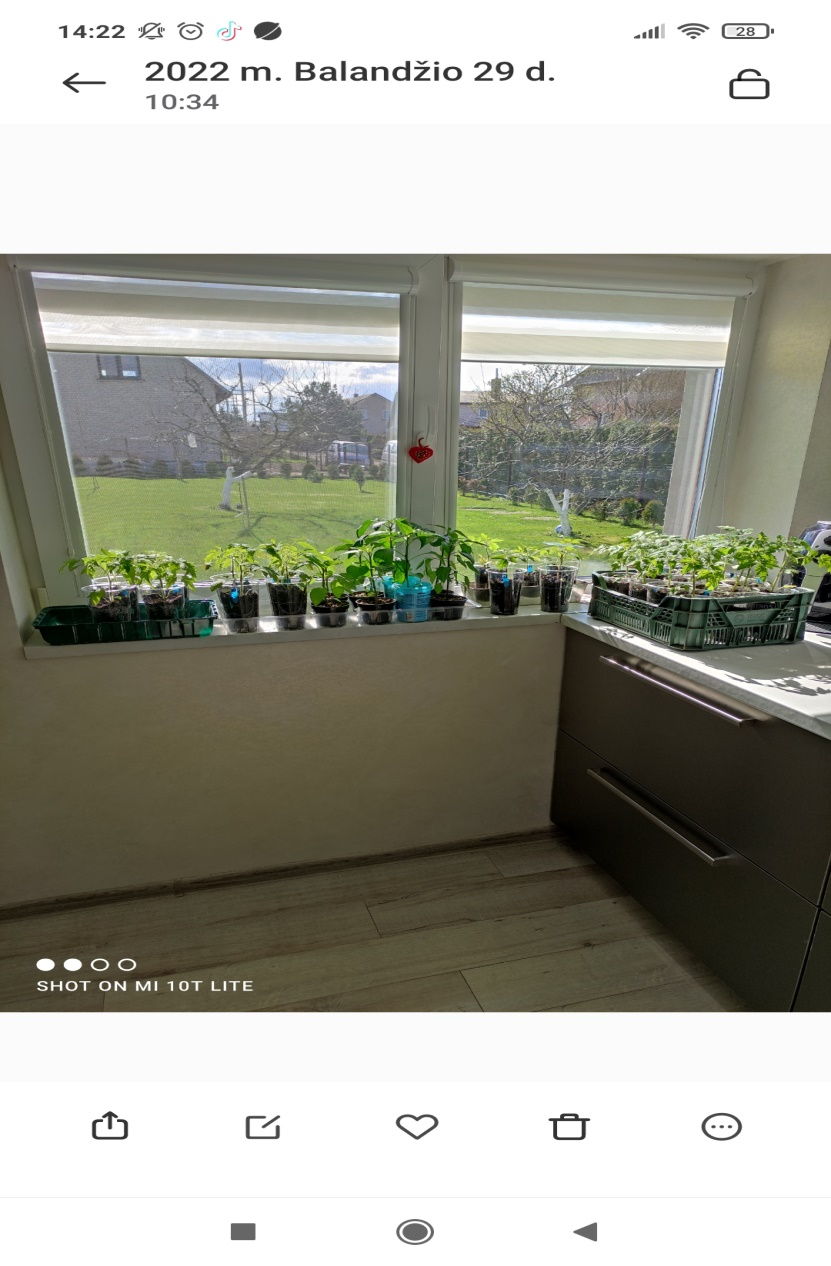 14:22
28
2022 m. Balandžio 29 d.
10:34
SHOT ON MI 10T LITE